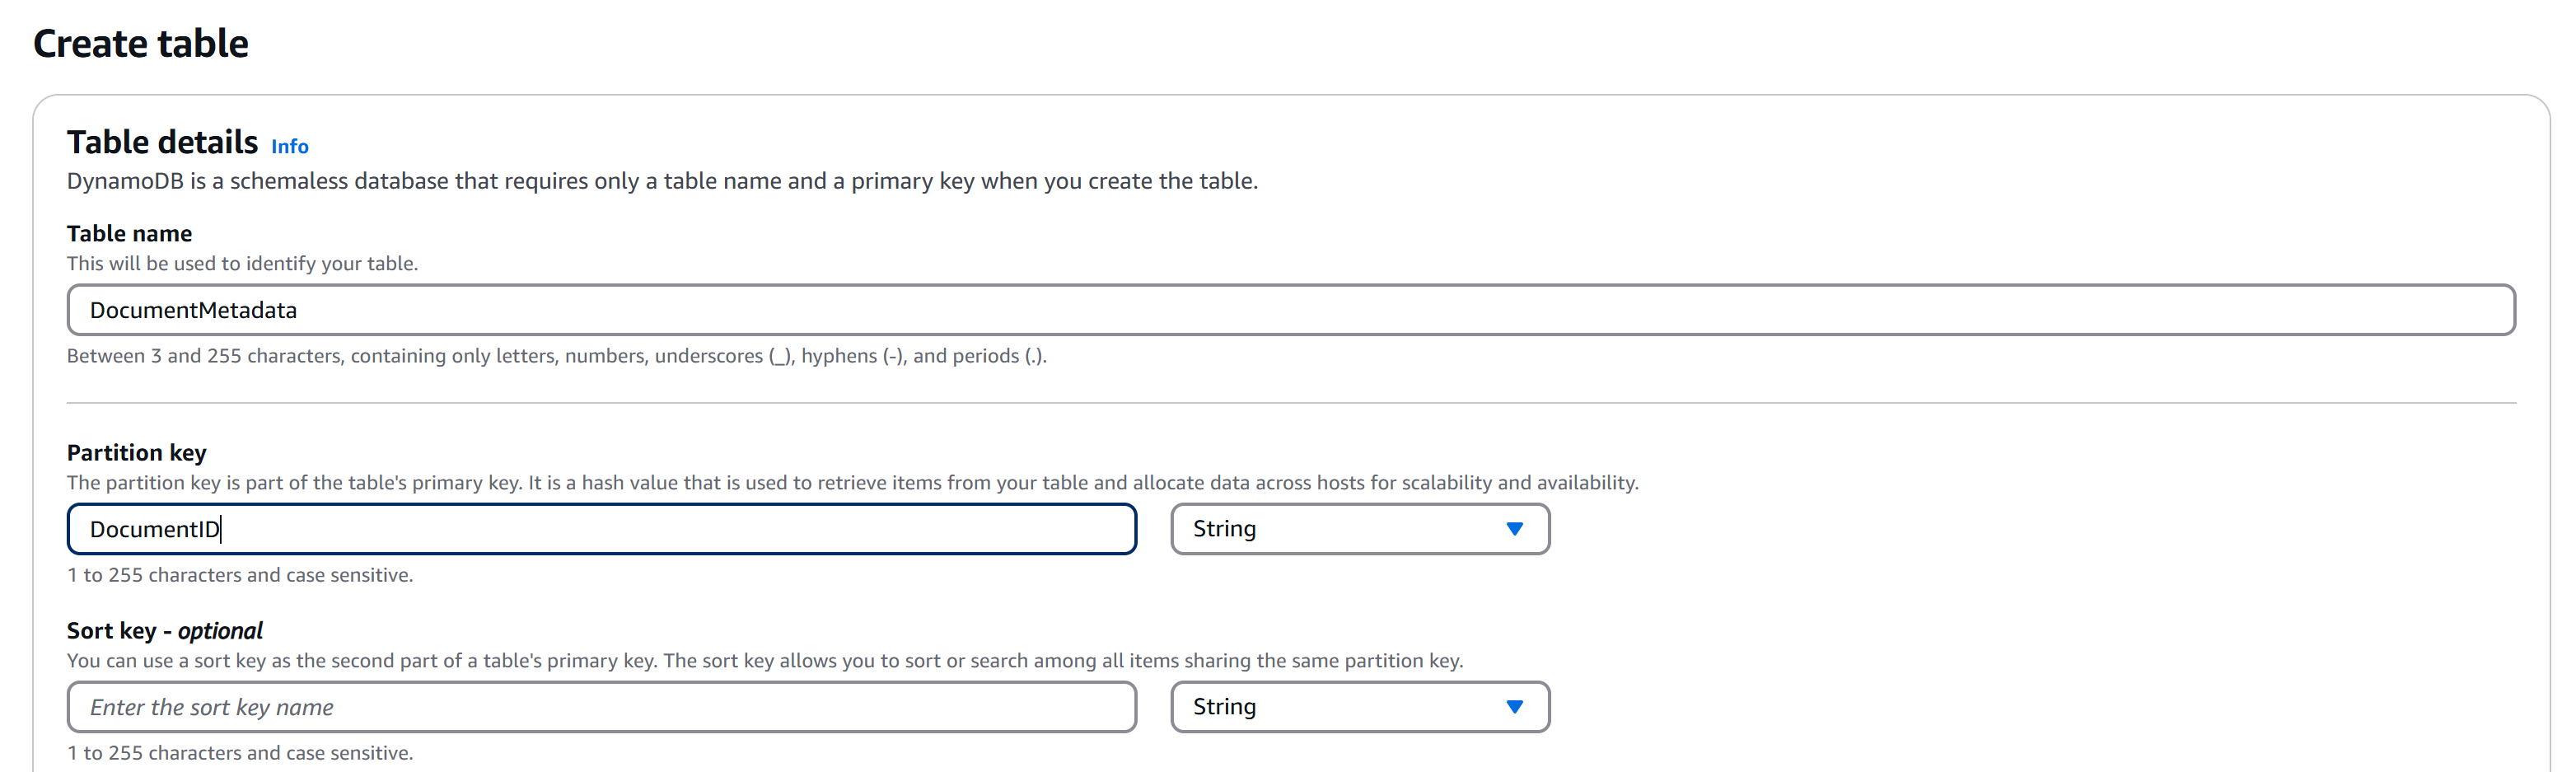 Create table
Table details Info
DynamoDB is a schemaless database that requires only a table name and a primary key when you create the table.
Table name
This will be used to identify your table.
DocumentMetadata
Between 3 and 255 characters, containing only letters, numbers, underscores (_), hyphens (-), and periods (.).
Partition key
The partition key is part of the table's primary key. It is a hash value that is used to retrieve items from your table and allocate data across hosts for scalability and availability.
DocumentID String
1 to 255 characters and case sensitive.
Sort key - optional
You can use a sort key as the second part of a table's primary key. The sort key allows you to sort or search among all items sharing the same partition key.
Enter the sort key name String
1 to 255 characters and case sensitive.